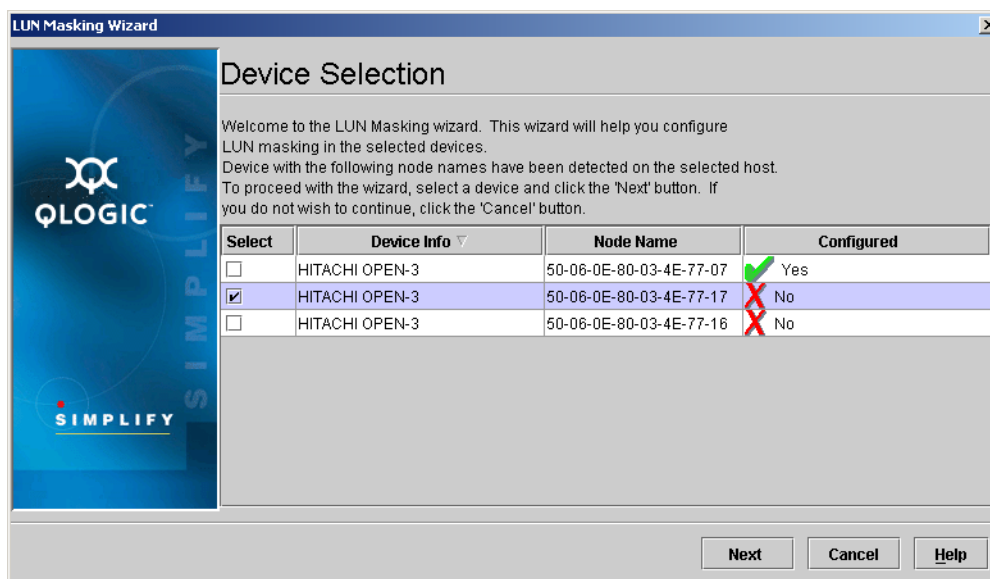 LUN Masking Wizard
Device Selection
Welcome to the LUN Masking wizard. This wizard will help you configure
LUN masking in the selected devices.
Device with the following node names have been detected on the selected host.
To proceed with the wizard, select a device and click the 'Next' button. If
you do not wish to continue, click the 'Cancel' button.
QLOGIC
SIMPLIFY
SIMPLIFY
Select Device Info Node Name Configured
HITACHI OPEN-3 50-06-0E-80-03-4E-77-07 Yes
HITACHI OPEN-3 50-06-0E-80-03-4E-77-17 No
HITACHI OPEN-3 50-06-0E-80-03-4E-77-16 No
Next Cancel Help